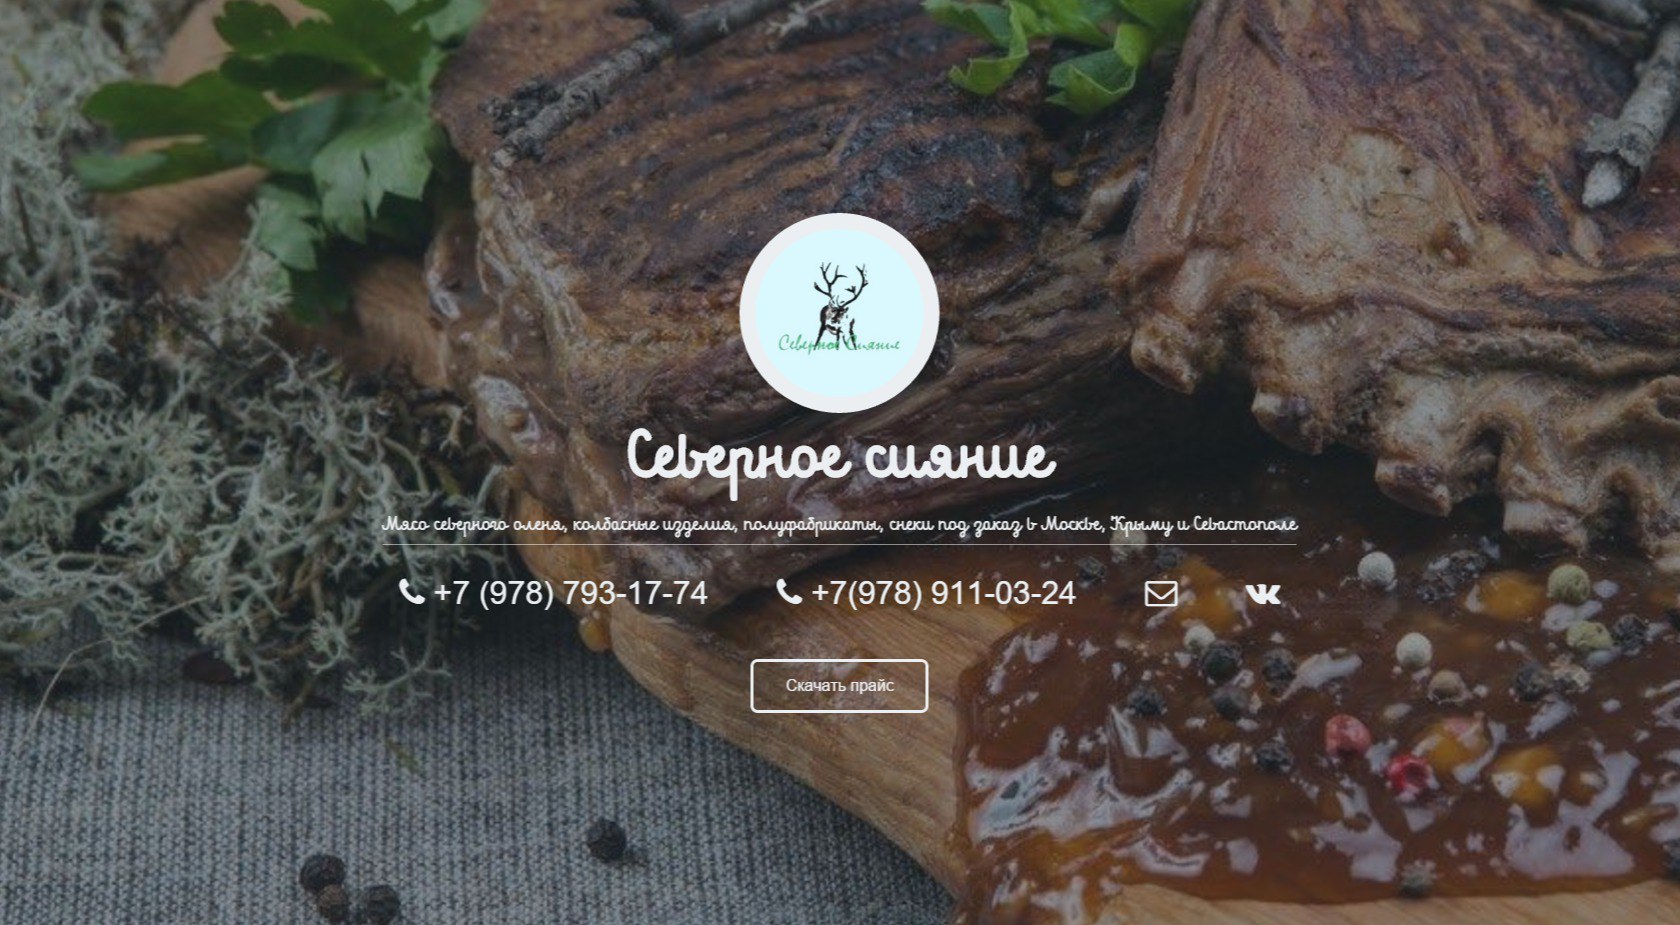 Северное Сияние
Северное сияние
Мясо северного оленя, колбасные изделия, полуфабрикаты, снеки под заказ в Москве, Крыму и Севастополе
+7 (978) 793-17-74 +7(978) 911-03-24
Скачать прайс